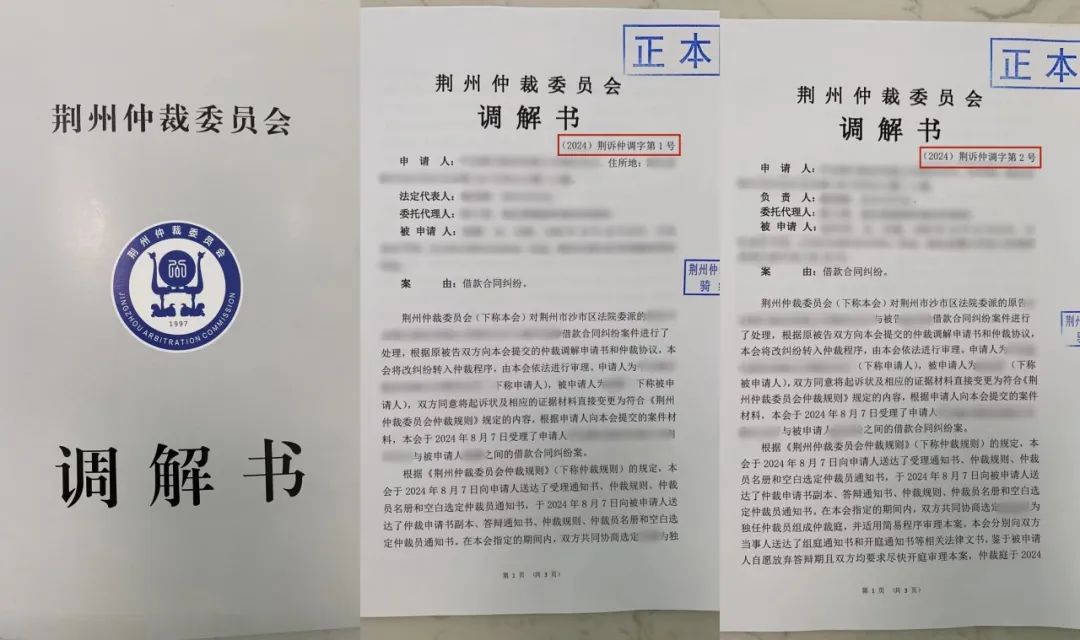 荆州仲裁委员会
荆州仲裁委员会
JINGZHOU ARBITRATION COMMISSION
1997
调解书
正本
荆州仲裁委员会
调解书
（2024）荆诉仲调字第1号
申请人：
住所地：
法定代表人：
委托代理人：
被申请人：
案由：借款合同纠纷。
荆州仲
骑
荆州仲裁委员会（下称本会）对荆州市沙市区法院委派的
借款合同纠纷案件进行了
处理，根据原被告双方向本会提交的仲裁调解申请书和仲裁协议，本
会将改纠纷转入仲裁程序，由本会依法进行审理。申请人为
下称申请人），被申请人为 下称被申
请人），双方同意将起诉状及相应的证据材料直接变更为符合《荆州
仲裁委员会仲裁规则》规定的内容，根据申请人向本会提交的案件材
料，本会于2024年8月7日受理了申请人
与被申请人 之间的借款合同纠纷案。
根据《荆州仲裁委员会仲裁规则》（下称仲裁规则）的规定，本
会于2024年8月7日向申请人送达了受理通知书、仲裁规则、仲裁
员名册和空白选定仲裁员通知书，于2024年8月7日向被申请人送
达了仲裁申请书副本、答辩通知书、仲裁规则、仲裁员名册和空白选
定仲裁员通知书。在本会指定的期间内，双方共同协商选定 为独
第1页（共3页）
正本
荆州仲裁委员会
调解书
（2024）荆诉仲调字第2号
申请人：
负责人：
委托代理人：
被申请人：
案由：借款合同纠纷。
荆州
荆州仲裁委员会（下称本会）对荆州市沙市区法院委派的原告
与被告 借款合同纠纷案件进行
了处理，根据原被告双方向本会提交的仲裁调解申请书和仲裁协议，
本会将改纠纷转入仲裁程序，由本会依法进行审理。申请人为
（下称申请人），被申请人为 （下称
被申请人），双方同意将起诉状及相应的证据材料直接变更为符合《荆
州仲裁委员会仲裁规则》规定的内容，根据申请人向本会提交的案件
材料，本会于2024年8月7日受理了申请人
与被申请人 之间的借款合同纠纷案。
根据《荆州仲裁委员会仲裁规则》（下称仲裁规则）的规定，本
会于2024年8月7日向申请人送达了受理通知书、仲裁规则、仲裁
员名册和空白选定仲裁员通知书，于2024年8月7日向被申请人送
达了仲裁申请书副本、答辩通知书、仲裁规则、仲裁员名册和空白选
定仲裁员通知书。在本会指定的期间内，双方共同协商选定 为
独任仲裁员组成仲裁庭，并适用简易程序审理本案。本会分别向双方
当事人送达了组庭通知书和开庭通知书等相关法律文书，鉴于被申请
人自愿放弃答辩期且双方均要求尽快开庭审理本案，仲裁庭于2024
第1页（共3页）